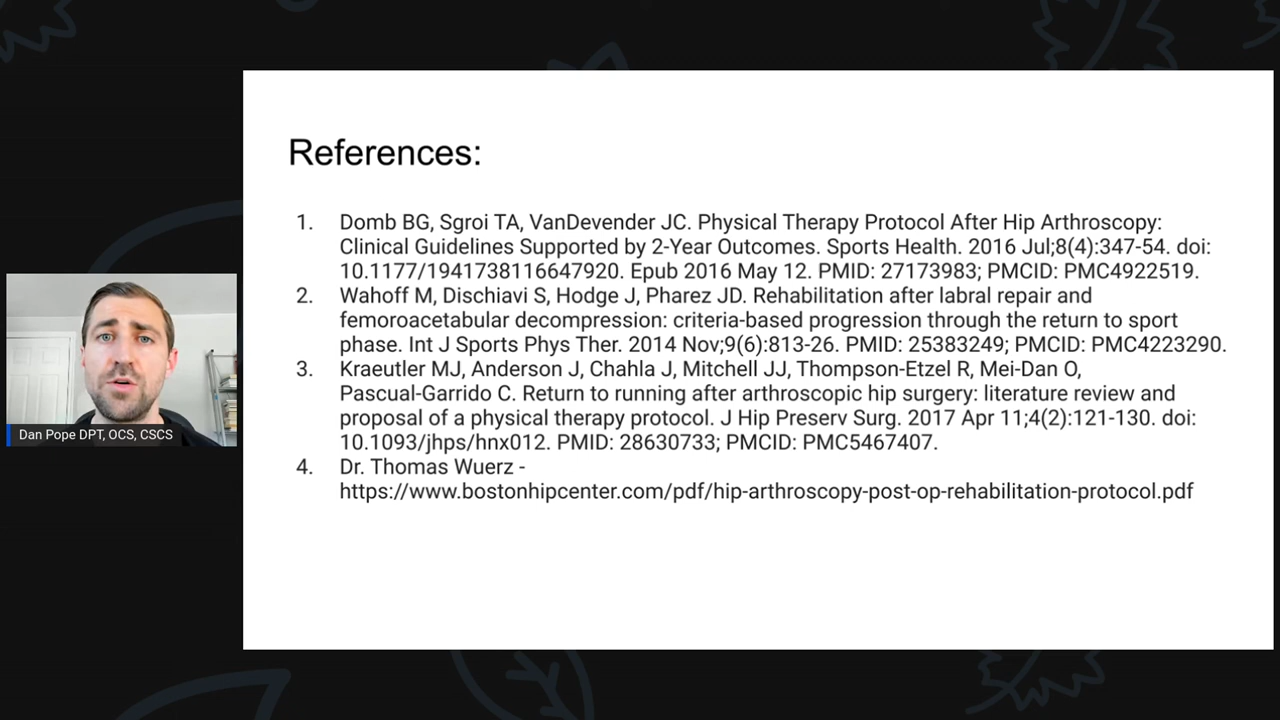 References:
1. Domb BG, Sgroi TA, VanDevender JC. Physical Therapy Protocol After Hip Arthroscopy:
Clinical Guidelines Supported by 2-Year Outcomes. Sports Health. 2016 Jul;8(4):347-54. doi:
10.1177/1941738116647920. Epub 2016 May 12. PMID: 27173983; PMCID: PMC4922519.
2. Wahoff M, Dischiavi S, Hodge J, Pharez JD. Rehabilitation after labral repair and
femoroacetabular decompression: criteria-based progression through the return to sport
phase. Int J Sports Phys Ther. 2014 Nov;9(6):813-26. PMID: 25383249; PMCID: PMC4223290.
3. Kraeutler MJ, Anderson J, Chahla J, Mitchell JJ, Thompson-Etzel R, Mei-Dan O,
Pascual-Garrido C. Return to running after arthroscopic hip surgery: literature review and
proposal of a physical therapy protocol. J Hip Preserv Surg. 2017 Apr 11;4(2):121-130. doi:
10.1093/jhps/hnx012. PMID: 28630733; PMCID: PMC5467407.
4. Dr. Thomas Wuerz -
https://www.bostonhipcenter.com/pdf/hip-arthroscopy-post-op-rehabilitation-protocol.pdf
Dan Pope DPT, OCS, CSCS